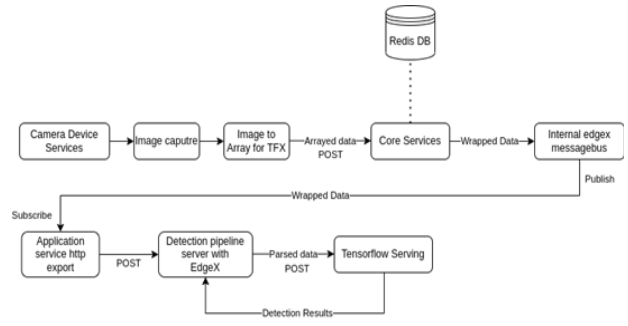 Redis DB
Camera Device
Services
Image caputre
Image to
Array for TFX
Arrayed data
POST
Core Services
Wrapped Data
Internal edgex
messagebus
Wrapped Data
Publish
Subscribe
Application
service http
export
POST
Detection pipeline
server with
EdgeX
Parsed data
POST
Tensorflow Serving
Detection Results